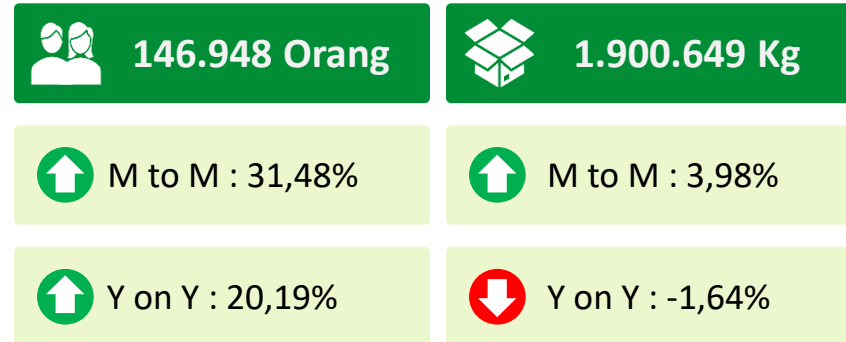 146.948 Orang
1.900.649 Kg
M to M : 31,48%
M to M : 3,98%
Y on Y : 20,19%
Y on Y : -1,64%